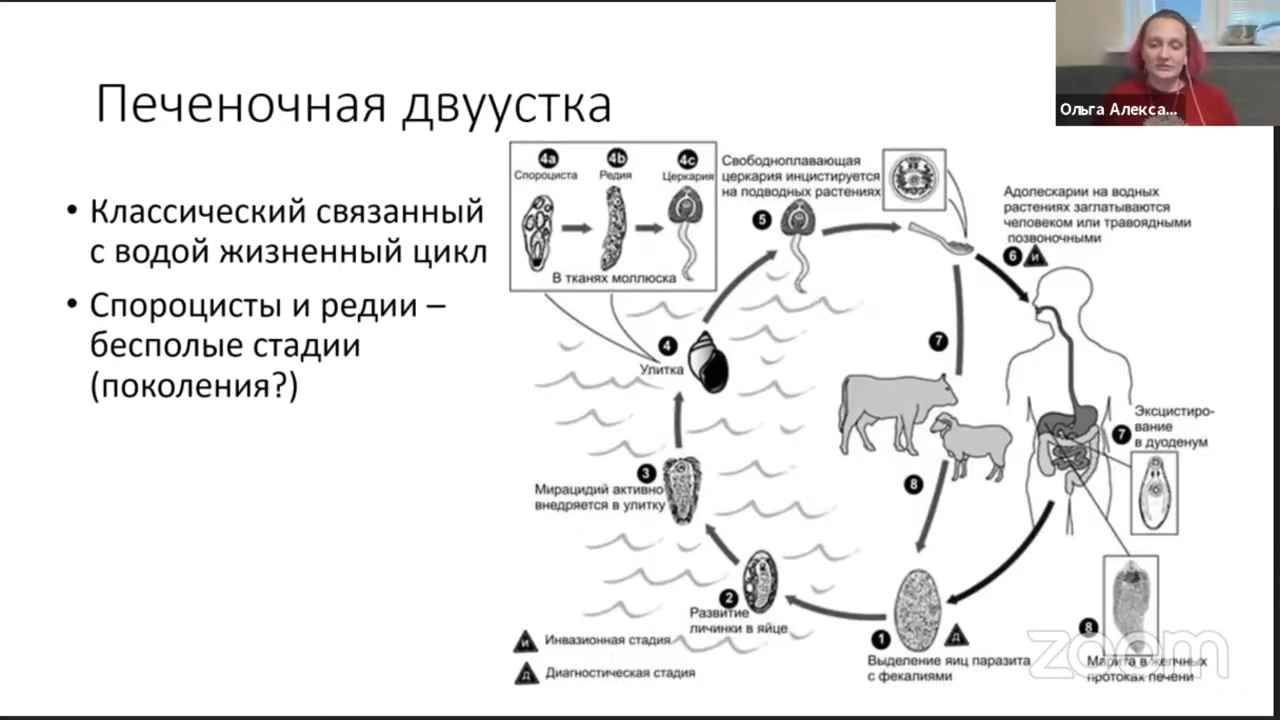 Ольга Алекса...
Печеночная двуустка
• Классический связанный
с водой жизненный цикл
• Спороцисты и редии –
бесполые стадии
(поколения?)
4a
4b
4c
Спороциста
Редия
Церкария
В тканях моллюска
Свободноплавающая
церкария инцистируется
на подводных растениях
5
Адолескарии на водных
растениях заглатываются
человеком или травоядными
позвоночными
6 И
4
Улитка
7
Эксцистиро-
вание
7
в дуоденум
3
Мирацидий активно
внедряется в улитку
8
2
Развитие
личинки в яйце
1
Д
Выделение яиц паразита
с фекалиями
8
Марита в желчных
протоках печени
И Инвазионная стадия
Д Диагностическая стадия
zoom